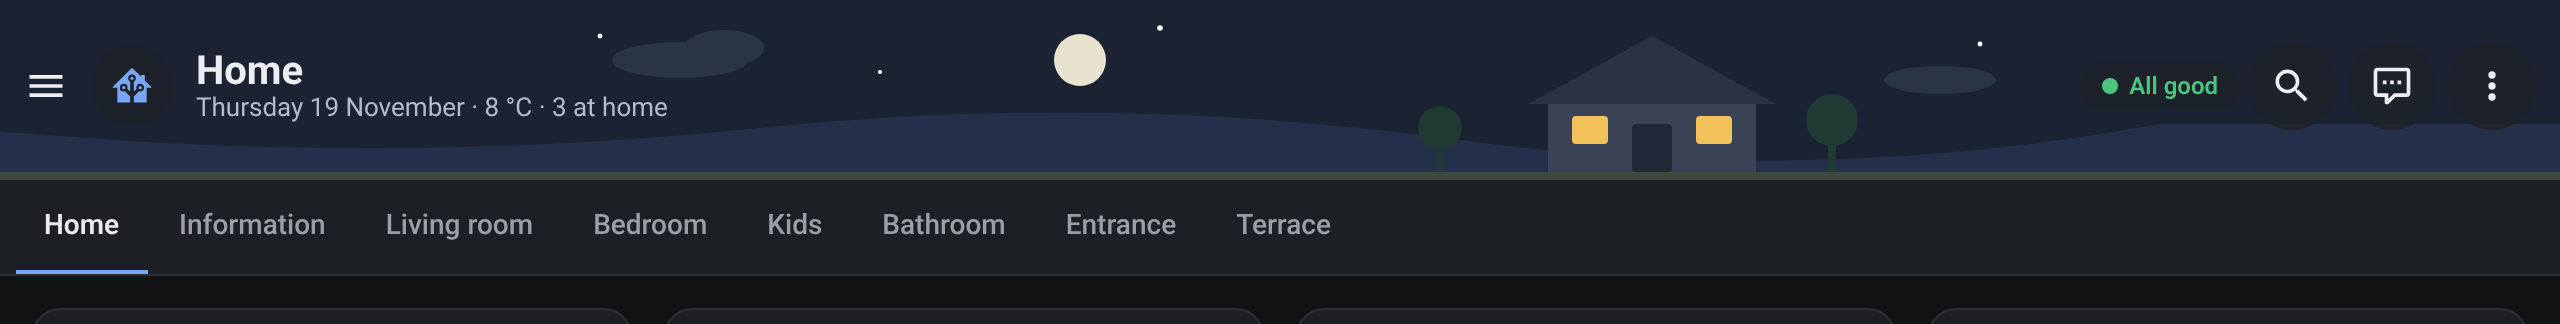 Home
Thursday 19 November · 8 °C · 3 at home
All good
Home Information Living room Bedroom Kids Bathroom Entrance Terrace